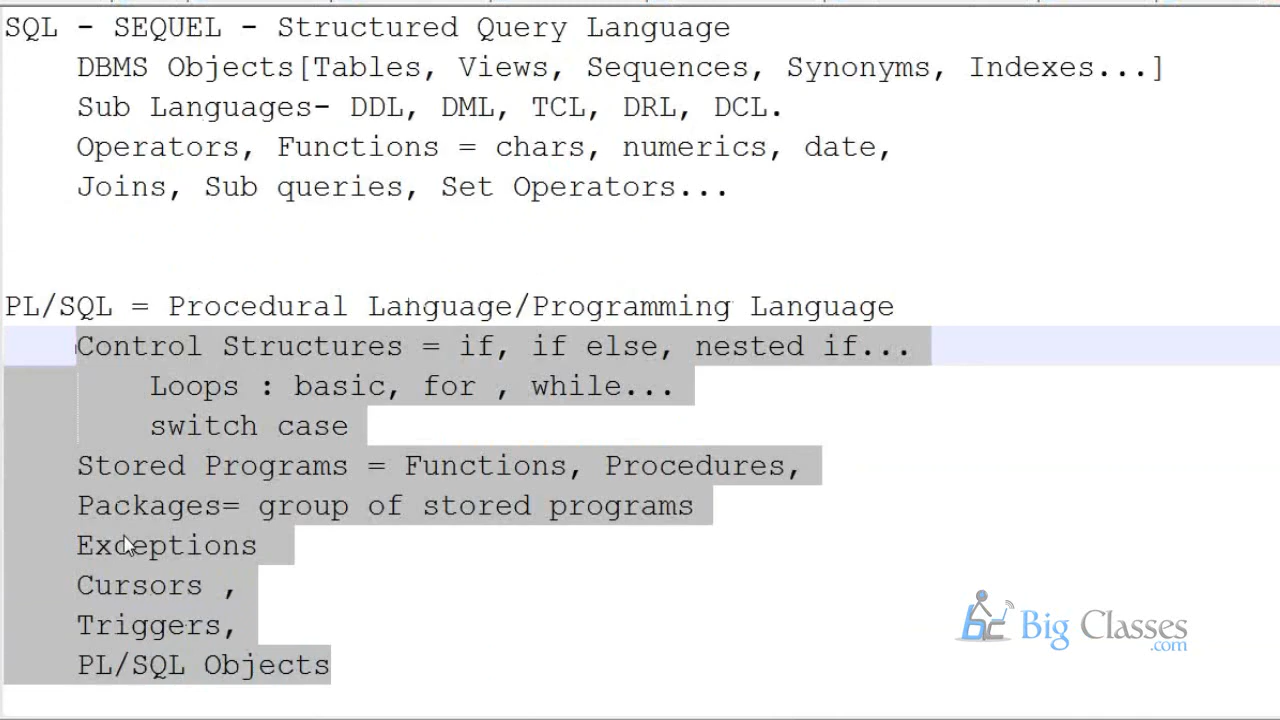 SQL - SEQUEL - Structured Query Language
DBMS Objects[Tables, Views, Sequences, Synonyms, Indexes...]
Sub Languages- DDL, DML, TCL, DRL, DCL.
Operators, Functions = chars, numerics, date,
Joins, Sub queries, Set Operators...
PL/SQL = Procedural Language/Programming Language
Control Structures = if, if else, nested if...
Loops : basic, for , while...
switch case
Stored Programs = Functions, Procedures,
Packages= group of stored programs
Exceptions
Cursors ,
Triggers,
PL/SQL Objects
bc Big Classes
.com